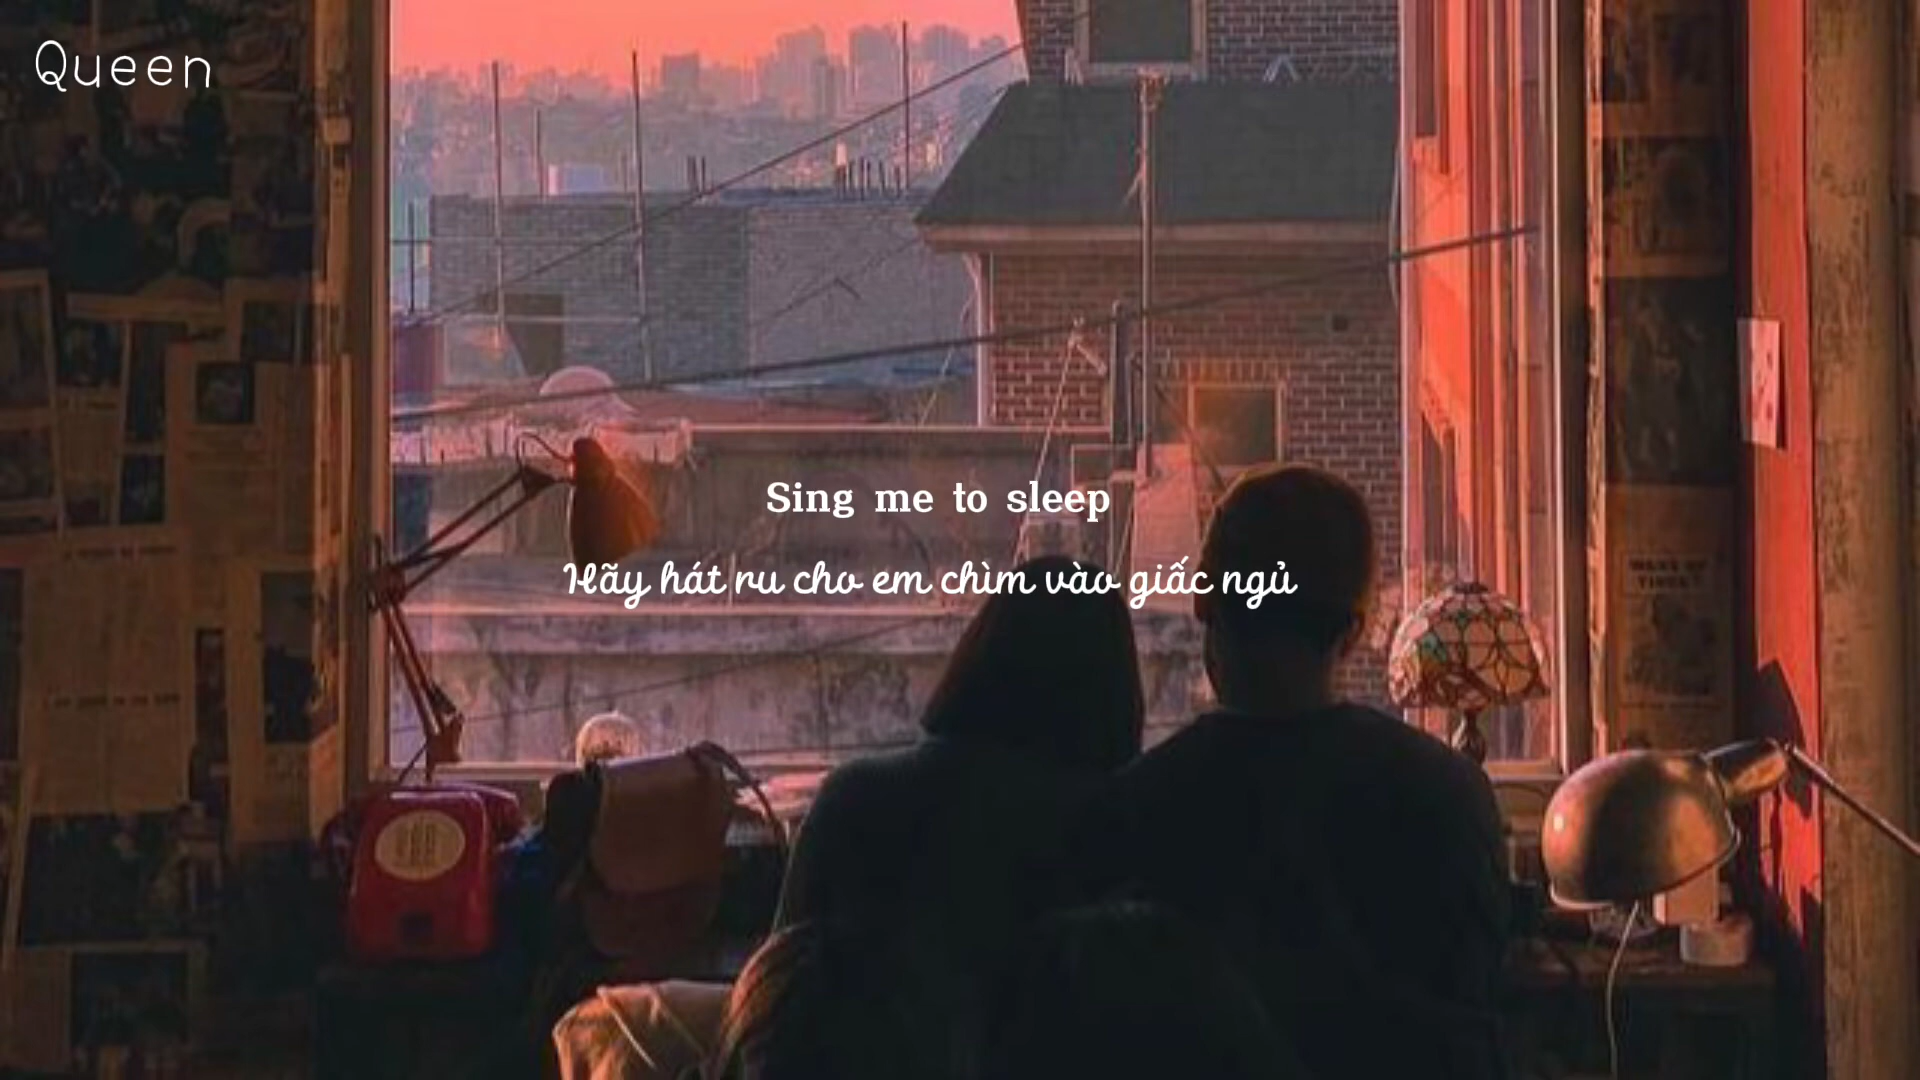 Queen
Sing me to sleep
Hãy hát ru cho em chìm vào giấc ngủ